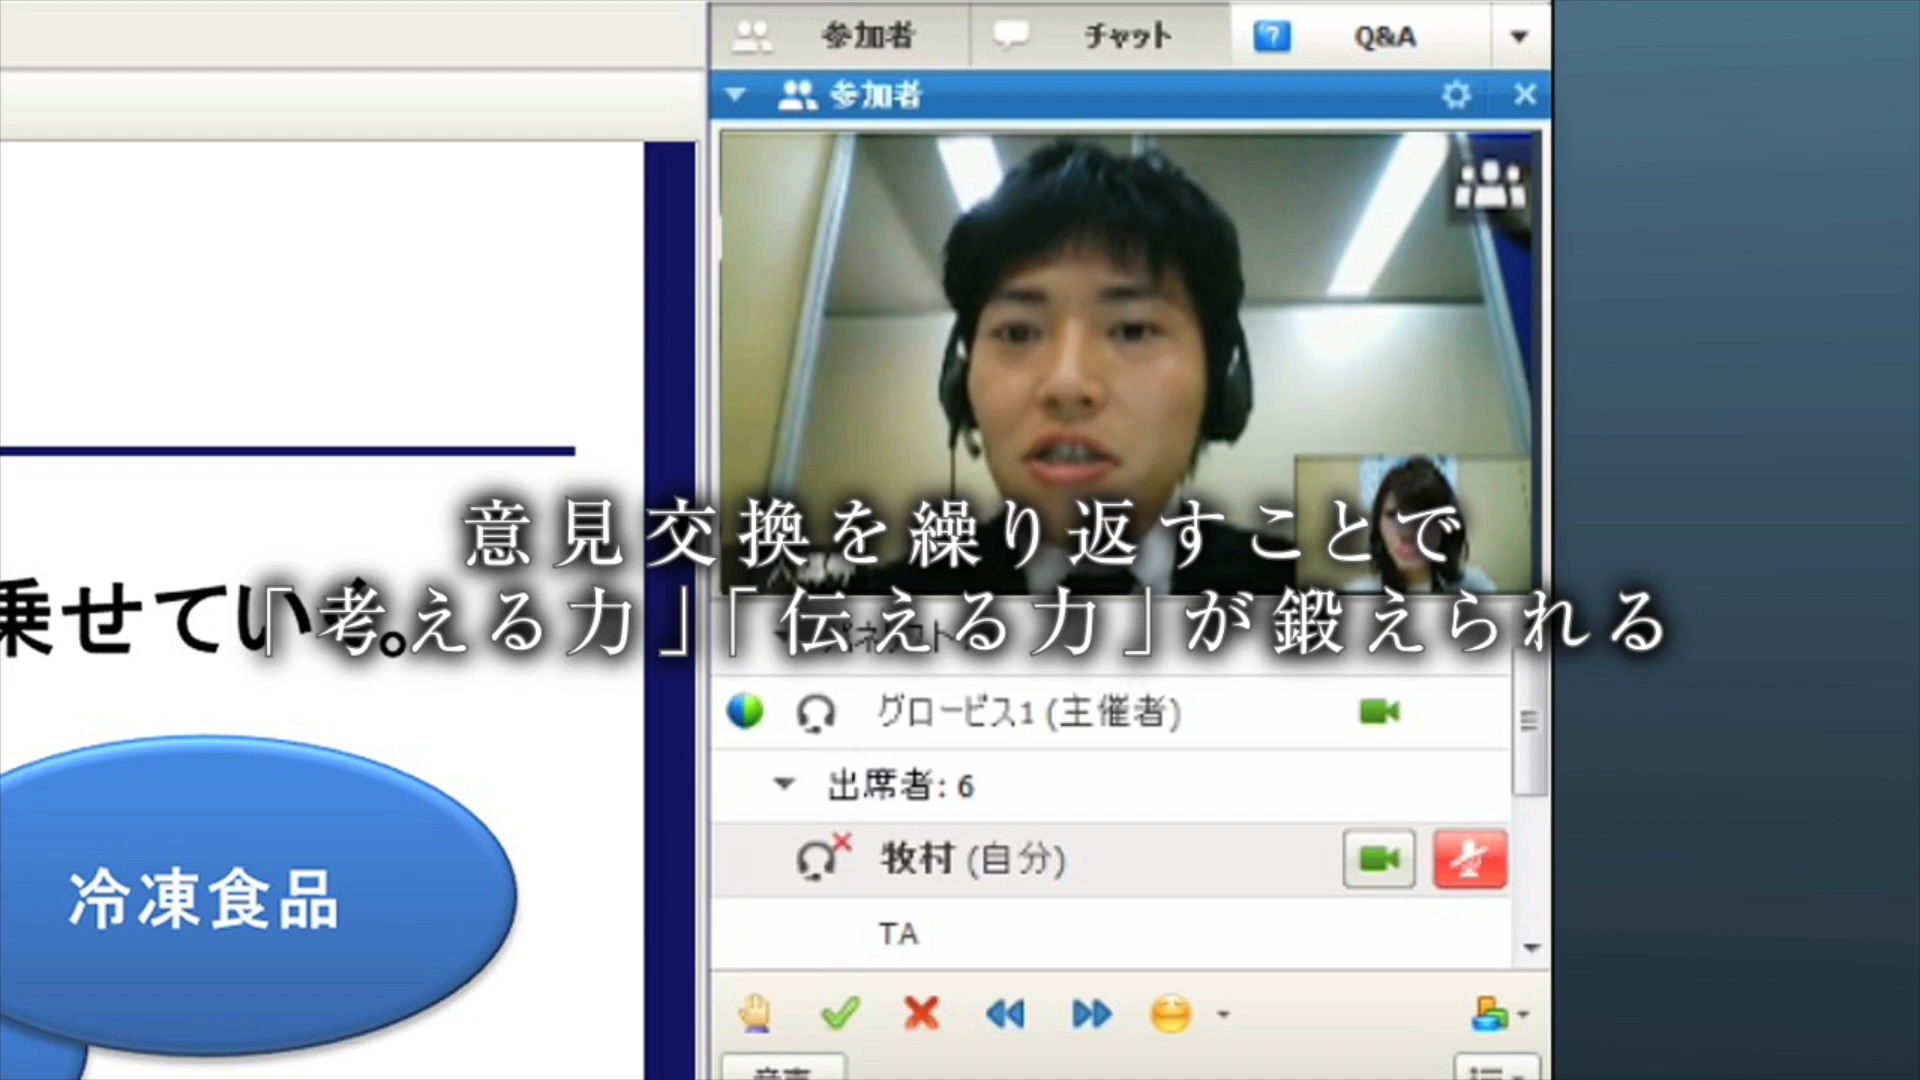 参加者 チャット Q&A
参加者
意見交換を繰り返すことで
「考える力」「伝える力」が鍛えられる
乗せてい
グロービス1 (主催者)
出席者: 6
牧村 (自分)
冷凍食品
TA
音声